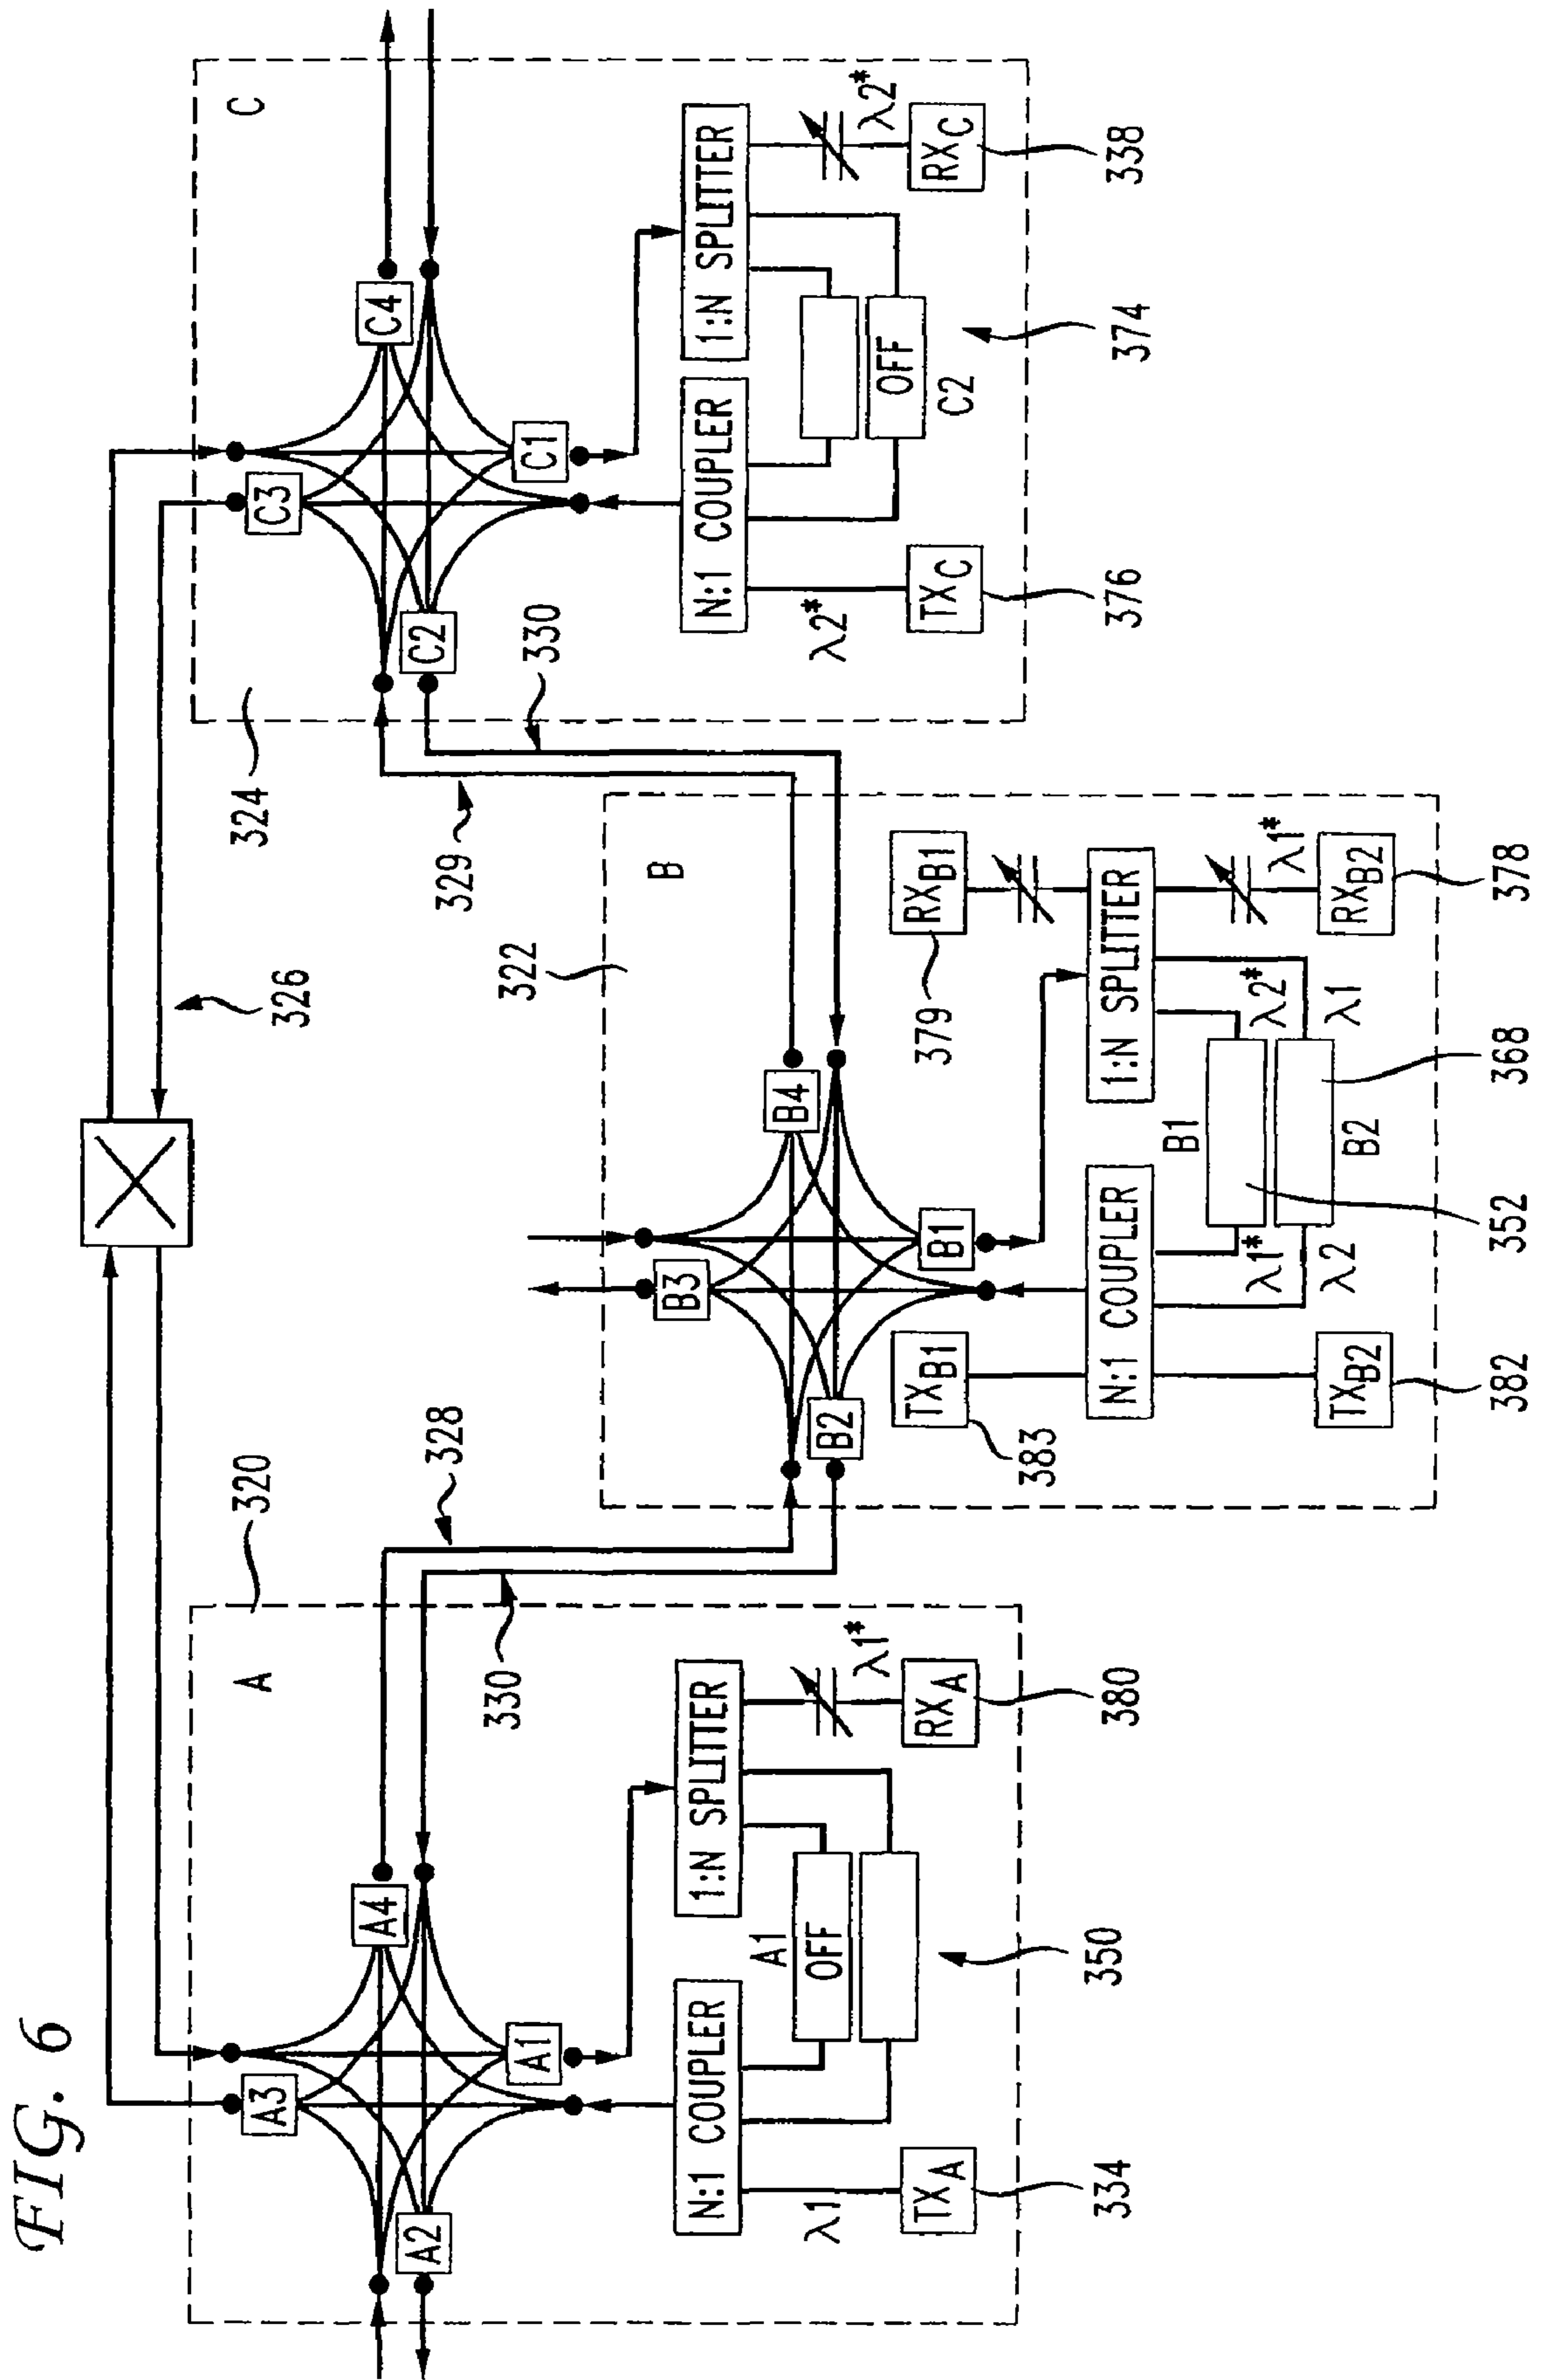 FIG. 6
326
320
A
A3
A4
A2
A1
328
330
N:1 COUPLER
1:N SPLITTER
A1
OFF
λ1
λ1*
TXA
RXA
334
350
380
322
B
B3
B4
B2
B1
329
330
TXB1
RXB1
383
379
N:1 COUPLER
1:N SPLITTER
B1
λ1*
λ2*
λ2
λ1
λ1*
B2
TXB2
RXB2
382
352
368
378
324
C
C3
C4
C2
C1
N:1 COUPLER
1:N SPLITTER
λ2*
λ2*
OFF
C2
TXC
RXC
376
374
338